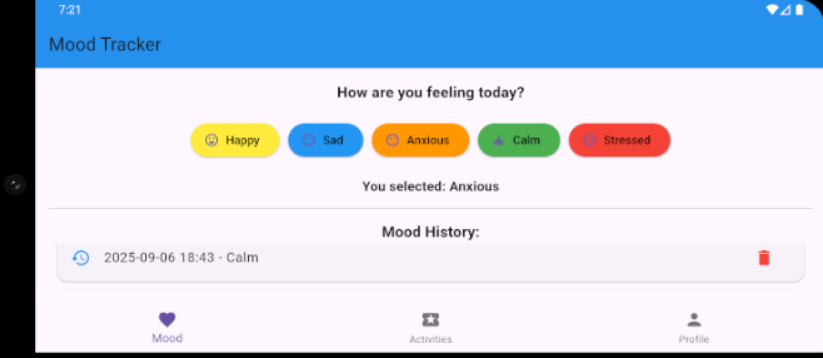 7:21
Mood Tracker
How are you feeling today?
Happy Sad Anxious Calm Stressed
You selected: Anxious
Mood History:
2025-09-06 18:43 - Calm
Mood Activities Profile